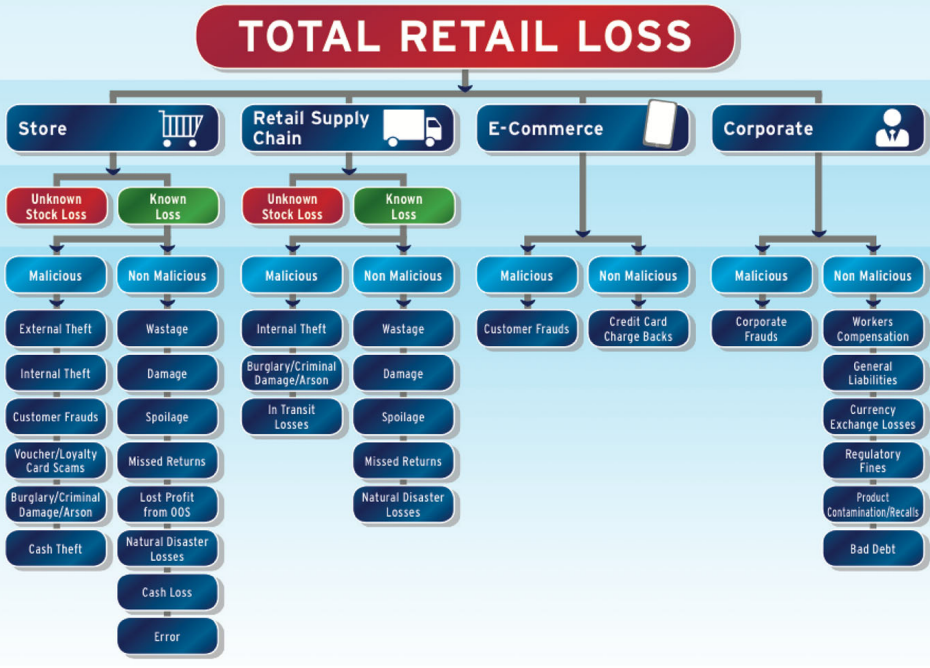 TOTAL RETAIL LOSS
Store
Retail Supply
Chain
E-Commerce
Corporate
Unknown
Stock Loss
Known
Loss
Unknown
Stock Loss
Known
Loss
Malicious
Non Malicious
Malicious
Non Malicious
Malicious
Non Malicious
Malicious
Non Malicious
External Theft
Internal Theft
Customer Frauds
Voucher/Loyalty
Card Scams
Burglary/Criminal
Damage/Arson
Cash Theft
Wastage
Damage
Spoilage
Missed Returns
Lost Profit
from OOS
Natural Disaster
Losses
Cash Loss
Error
Internal Theft
Burglary/Criminal
Damage/Arson
In Transit
Losses
Wastage
Damage
Spoilage
Missed Returns
Natural Disaster
Losses
Customer Frauds
Credit Card
Charge Backs
Corporate
Frauds
Workers
Compensation
General
Liabilities
Currency
Exchange Losses
Regulatory
Fines
Product
Contamination/Recalls
Bad Debt